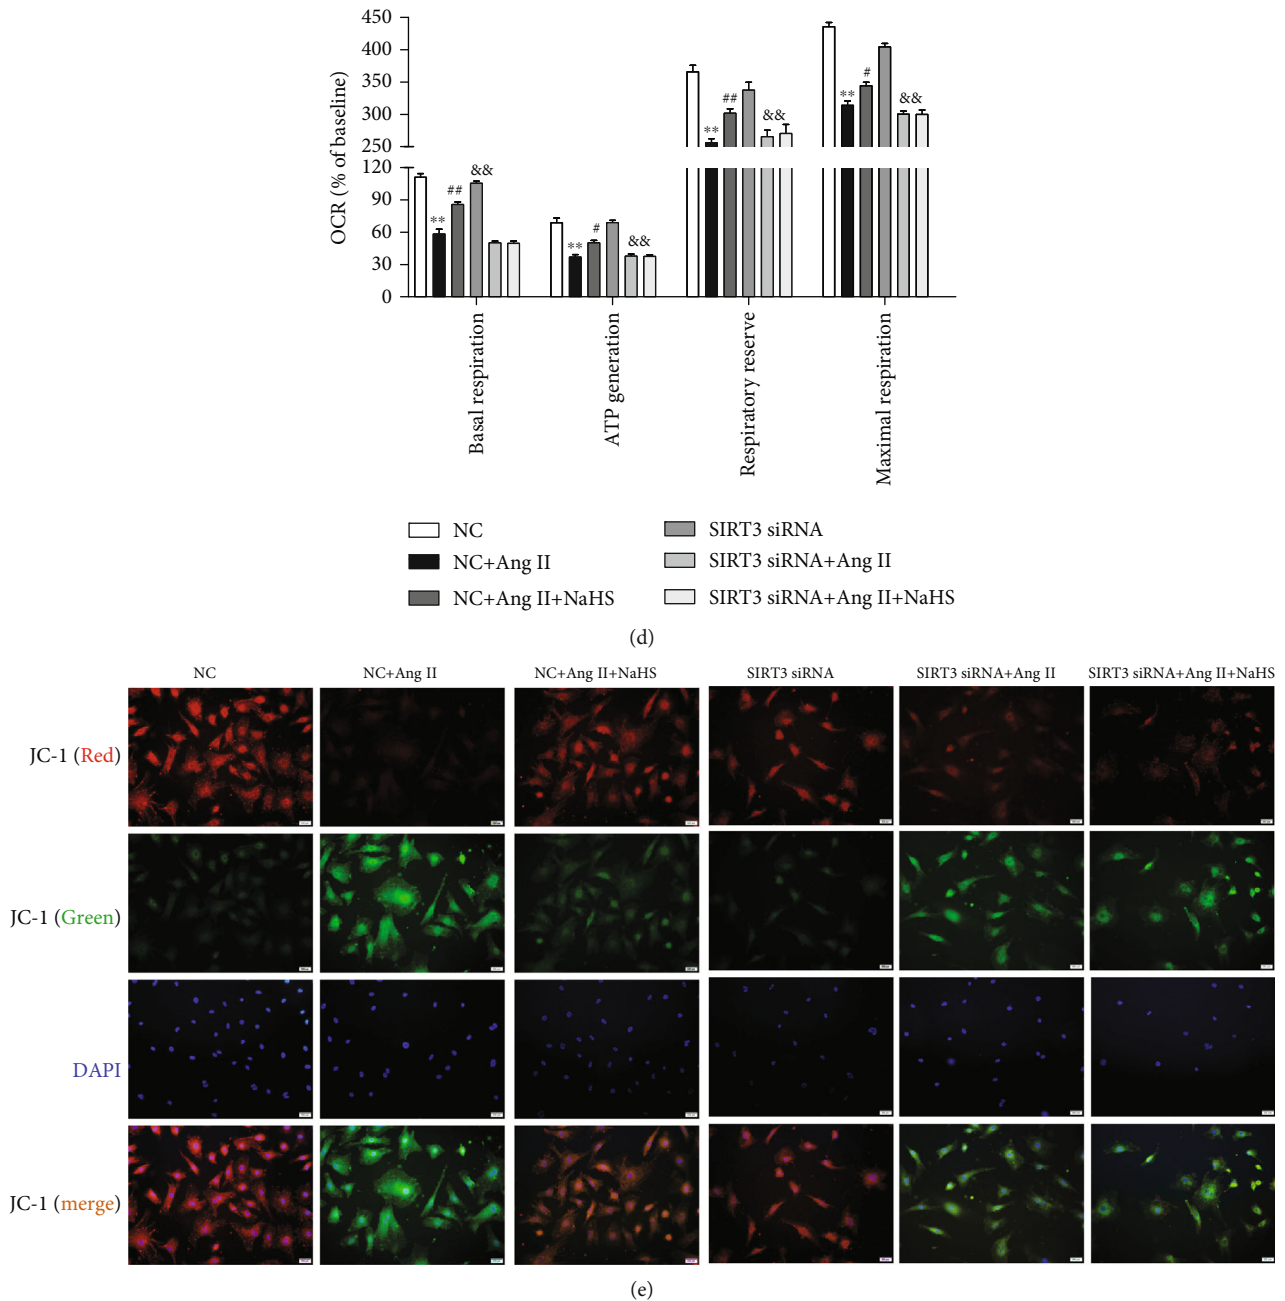 OCR (% of baseline)
450
400
350
300
250
120
90
60
30
0
** ## &&
** # &&
** ## &&
** # &&
Basal respiration
ATP generation
Respiratory reserve
Maximal respiration
NC
NC+Ang II
NC+Ang II+NaHS
SIRT3 siRNA
SIRT3 siRNA+Ang II
SIRT3 siRNA+Ang II+NaHS
(d)
NC NC+Ang II NC+Ang II+NaHS SIRT3 siRNA SIRT3 siRNA+Ang II SIRT3 siRNA+Ang II+NaHS
JC-1 (Red)
JC-1 (Green)
DAPI
JC-1 (merge)
(e)